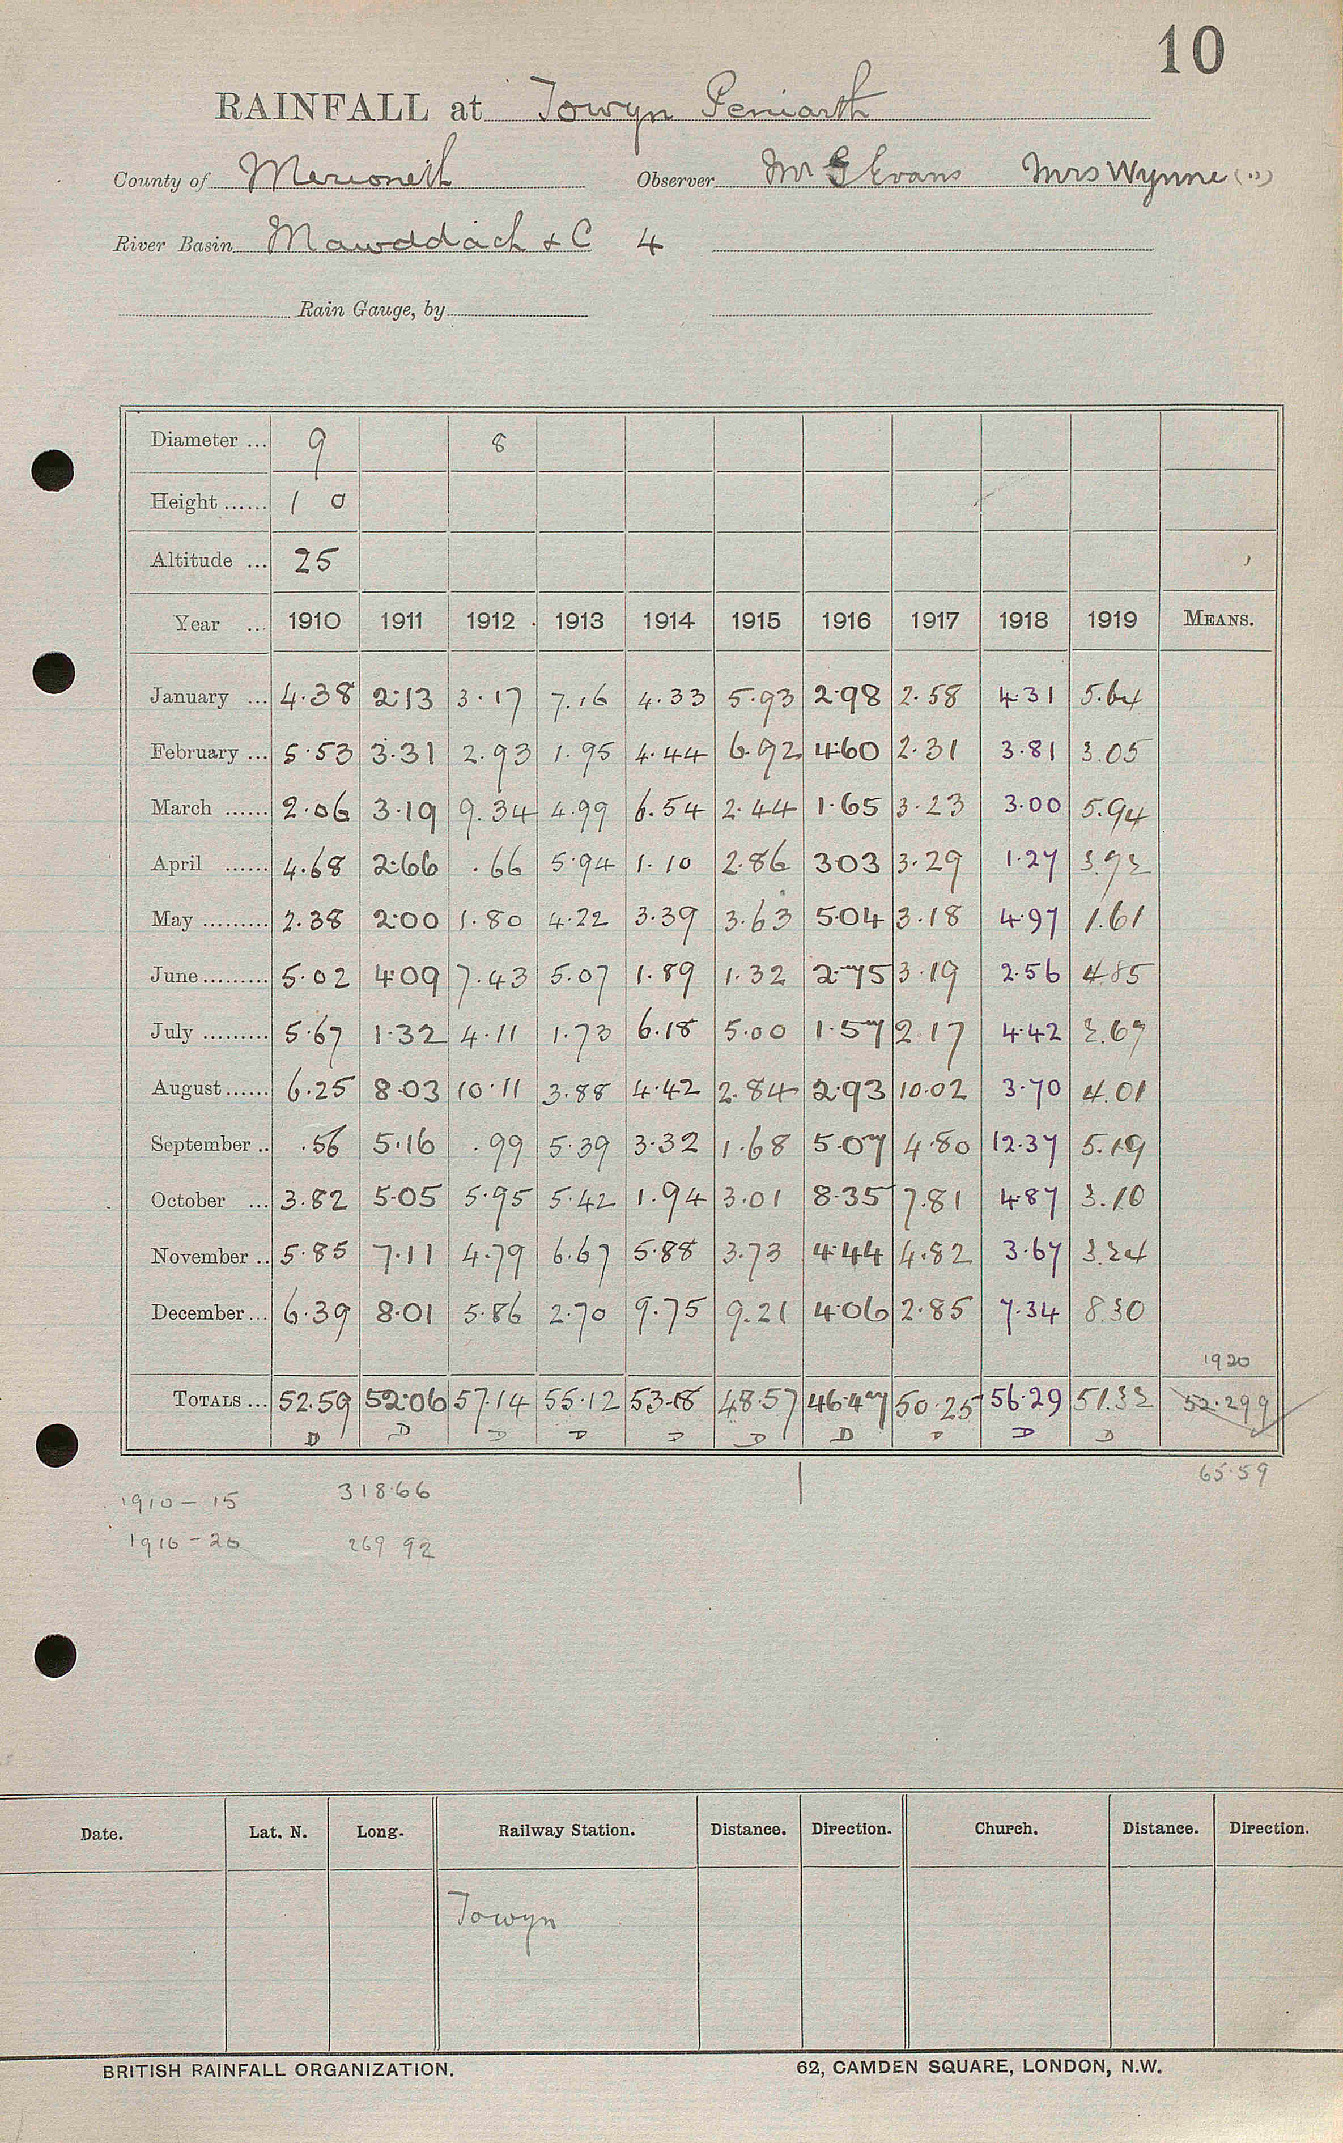 10
RAINFALL at Towyn Peniarth
County of Merioneth Observer Mr G Evans Mrs Wynne (")
River Basin Mawddach & C 4
Rain Gauge, by
Diameter ... 9 8
Height ...... 1 0
Altitude ... 25
Year ... 1910 1911 1912 1913 1914 1915 1916 1917 1918 1919 MEANS.
January ... 4.38 2.13 3.17 7.16 4.33 5.93 2.98 2.58 4.31 5.64
February ... 5.53 3.31 2.93 1.95 4.44 6.92 4.60 2.31 3.81 3.05
March ...... 2.06 3.19 9.34 4.99 6.54 2.44 1.65 3.23 3.00 5.94
April ...... 4.68 2.66 .66 5.94 1.10 2.86 3.03 3.29 1.27 3.92
May ......... 2.38 2.00 1.80 4.22 3.39 3.63 5.04 3.18 4.97 1.61
June ......... 5.02 4.09 7.43 5.07 1.89 1.32 2.75 3.19 2.56 4.85
July ......... 5.67 1.32 4.11 1.73 6.18 5.00 1.57 2.17 4.42 2.67
August ...... 6.25 8.03 10.11 3.88 4.42 2.84 2.93 10.02 3.70 4.01
September .. .56 5.16 .99 5.39 3.32 1.68 5.07 4.80 12.37 5.19
October ... 3.82 5.05 5.95 5.42 1.94 3.01 8.35 7.81 4.87 3.10
November .. 5.85 7.11 4.79 6.67 5.88 3.73 4.44 4.82 3.67 3.24
December ... 6.39 8.01 5.86 2.70 9.75 9.21 4.06 2.85 7.34 8.30
1920
TOTALS ... 52.59 52.06 57.14 55.12 53.18 48.57 46.47 50.25 56.29 51.32 52.299
D D D D D D D D D D
65.59
1910 - 15 318.66
1916 - 20 269 92
Date. Lat. N. Long. Railway Station. Distance. Direction. Church. Distance. Direction.
Towyn
BRITISH RAINFALL ORGANIZATION. 62, CAMDEN SQUARE, LONDON, N.W.